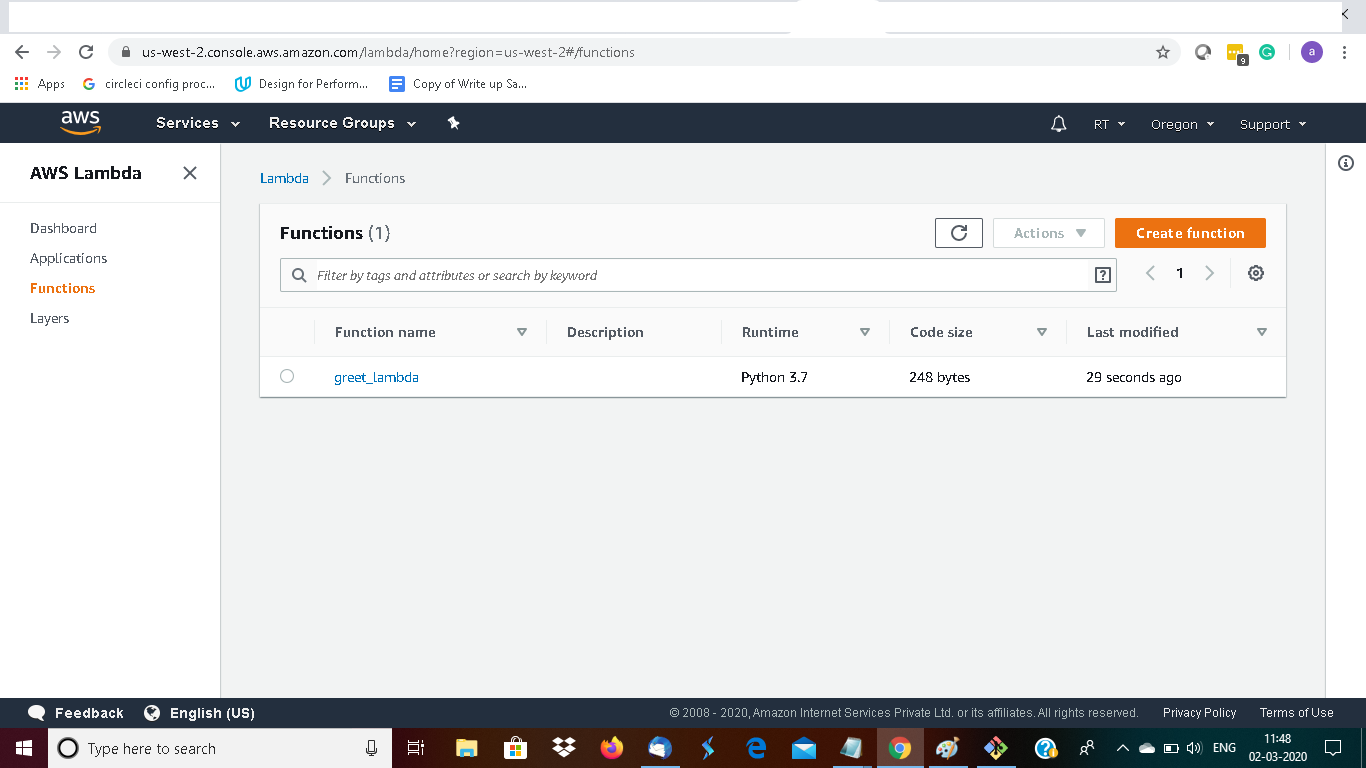 us-west-2.console.aws.amazon.com/lambda/home?region=us-west-2#/functions
9
a
Apps
circleci config proc...
Design for Perform...
Copy of Write up Sa...
aws
Services
Resource Groups
RT
Oregon
Support
AWS Lambda
Dashboard
Applications
Functions
Layers
Lambda
Functions
Functions (1)
Actions
Create function
Filter by tags and attributes or search by keyword
?
1
Function name
Description
Runtime
Code size
Last modified
greet_lambda
Python 3.7
248 bytes
29 seconds ago
Feedback
English (US)
© 2008 - 2020, Amazon Internet Services Private Ltd. or its affiliates. All rights reserved.
Privacy Policy
Terms of Use
Type here to search
ENG
11:48
02-03-2020